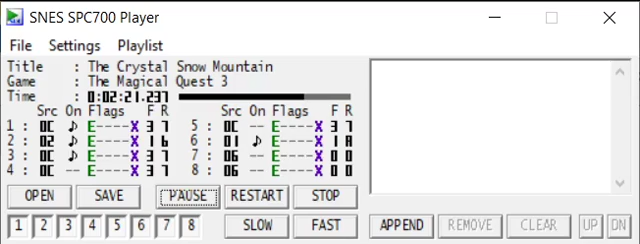 SNES SPC700 Player
File Settings Playlist
Title : The Crystal Snow Mountain
Game : The Magical Quest 3
Time : 0:02:21.237
Src On Flags F R Src On Flags F R
1 : 0C ♪ E----X 3 7 5 : 0C -- E----X 3 7
2 : 02 ♪ E----X 1 6 6 : 01 ♪ E----X 1 A
3 : 0C ♪ E----X 3 7 7 : 06 -- E----X 0 0
4 : 0C -- E----X 3 7 8 : 06 -- E----X 0 0
OPEN SAVE PAUSE RESTART STOP
1 2 3 4 5 6 7 8 SLOW FAST APPEND REMOVE CLEAR UP DN